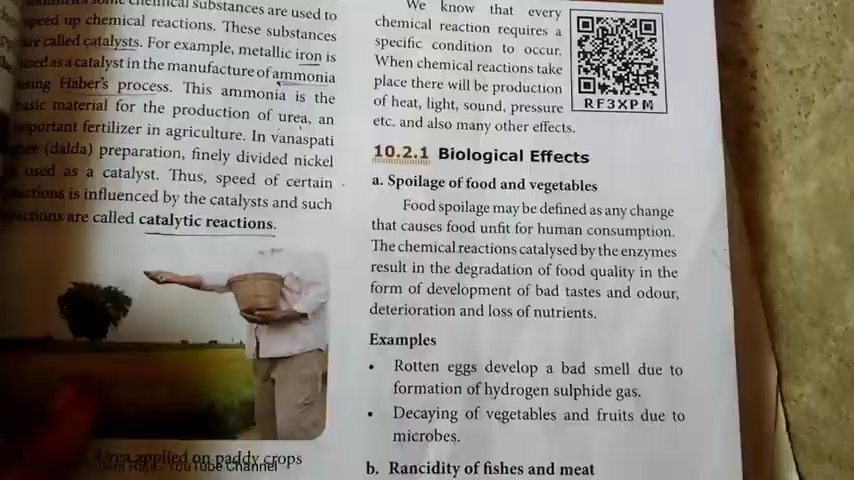 some chemical substances are used to
speed up chemical reactions. These substances
are called catalysts. For example, metallic iron is
used as a catalyst in the manufacture of ammonia
using Haber's process. This ammonia is the
basic material for the production of urea, an
important fertilizer in agriculture. In vanaspati
ghee (dalda) preparation, finely divided nickel
is used as a catalyst. Thus, speed of certain
reactions is influenced by the catalysts and such
reactions are called catalytic reactions.
Urea applied on paddy crops
Raja - YouTube Channel
We know that every
chemical reaction requires a
specific condition to occur.
When chemical reactions take
place there will be production
of heat, light, sound, pressure
etc. and also many other effects.
RF3XPM
10.2.1 Biological Effects
a. Spoilage of food and vegetables
Food spoilage may be defined as any change
that causes food unfit for human consumption.
The chemical reactions catalysed by the enzymes
result in the degradation of food quality in the
form of development of bad tastes and odour,
deterioration and loss of nutrients.
Examples
• Rotten eggs develop a bad smell due to
formation of hydrogen sulphide gas.
• Decaying of vegetables and fruits due to
microbes.
b. Rancidity of fishes and meat